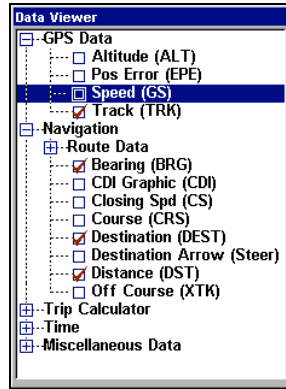 Data Viewer
GPS Data
Altitude (ALT)
Pos Error (EPE)
Speed (GS)
Track (TRK)
Navigation
Route Data
Bearing (BRG)
CDI Graphic (CDI)
Closing Spd (CS)
Course (CRS)
Destination (DEST)
Destination Arrow (Steer)
Distance (DST)
Off Course (XTK)
Trip Calculator
Time
Miscellaneous Data